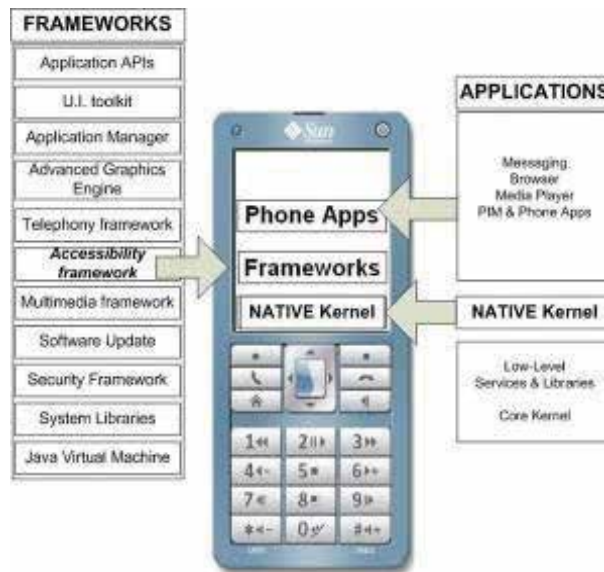 FRAMEWORKS
Application APIs
U.I. toolkit
Application Manager
Advanced Graphics
Engine
Telephony framework
Accessibility
framework
Multimedia framework
Software Update
Security Framework
System Libraries
Java Virtual Machine
Sun
Phone Apps
Frameworks
NATIVE Kernel
1
2
3
4
5
6
7
8
9
*
0
#
APPLICATIONS
Messaging
Browser
Media Player
PIM & Phone Apps
NATIVE Kernel
Low-Level
Services & Libraries
Core Kernel